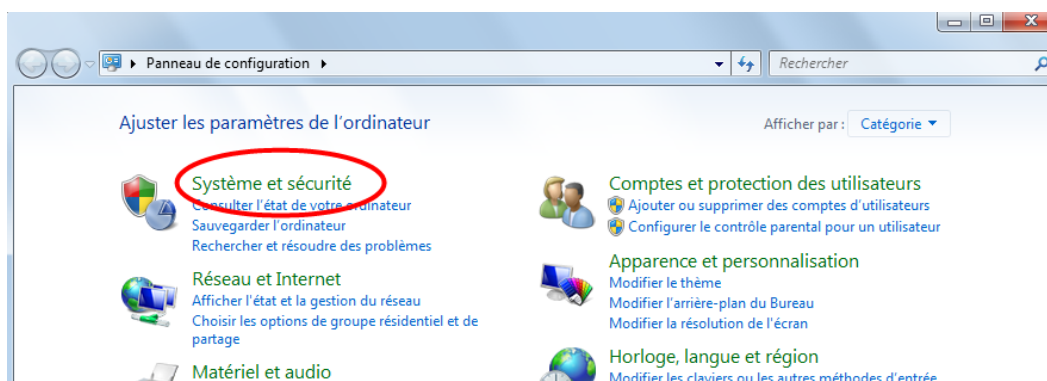 Panneau de configuration
Rechercher
Ajuster les paramètres de l'ordinateur
Afficher par : Catégorie
Système et sécurité
Consulter l'état de votre ordinateur
Sauvegarder l'ordinateur
Rechercher et résoudre des problèmes
Réseau et Internet
Afficher l'état et la gestion du réseau
Choisir les options de groupe résidentiel et de
partage
Matériel et audio
Comptes et protection des utilisateurs
Ajouter ou supprimer des comptes d'utilisateurs
Configurer le contrôle parental pour un utilisateur
Apparence et personnalisation
Modifier le thème
Modifier l'arrière-plan du Bureau
Modifier la résolution de l'écran
Horloge, langue et région
Modifier les claviers ou les autres méthodes d'entrée